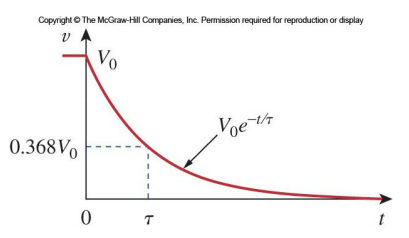 Copyright © The McGraw-Hill Companies, Inc. Permission required for reproduction or display
v
V₀
V₀e⁻ᵗ/τ
0.368V₀
0 τ t